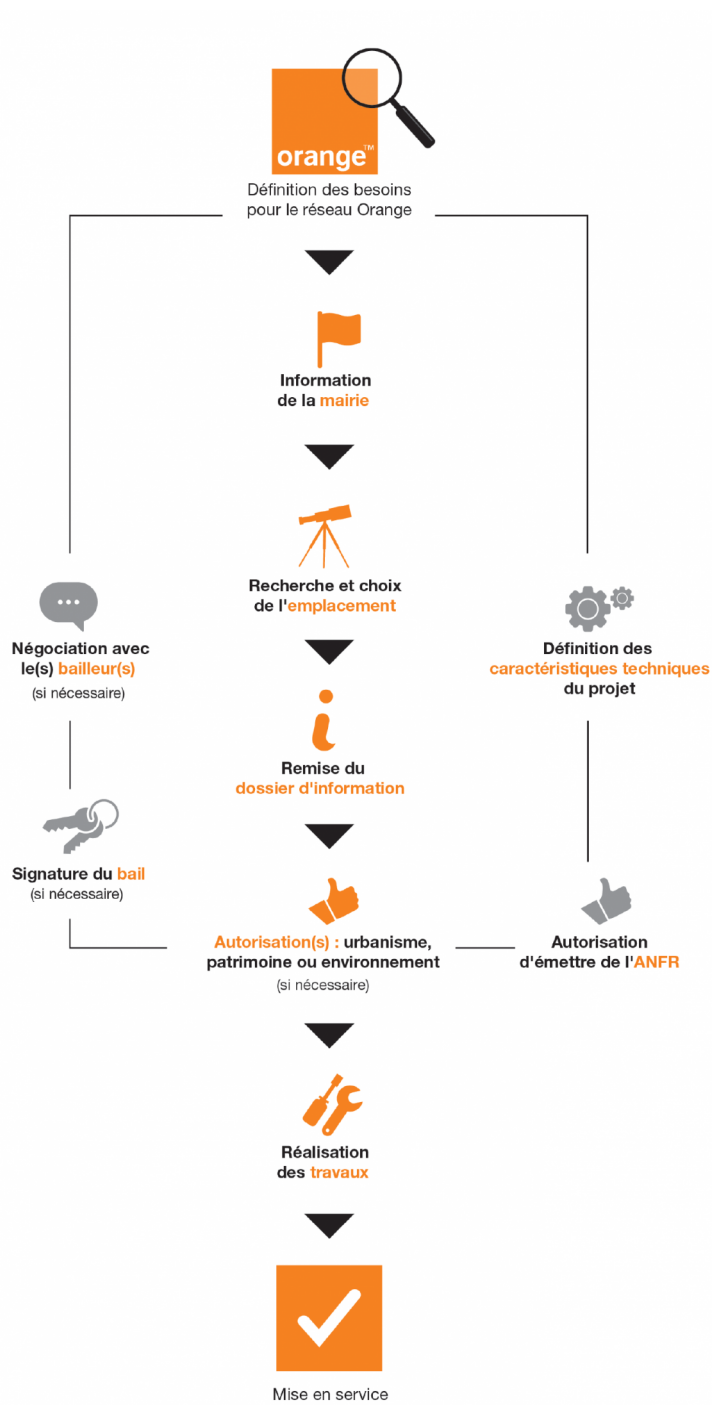 orange™
Définition des besoins
pour le réseau Orange
Information
de la mairie
Recherche et choix
de l'emplacement
Négociation avec
le(s) bailleur(s)
(si nécessaire)
Définition des
caractéristiques techniques
du projet
Remise du
dossier d'information
Signature du bail
(si nécessaire)
Autorisation(s) : urbanisme,
patrimoine ou environnement
(si nécessaire)
Autorisation
d'émettre de l'ANFR
Réalisation
des travaux
Mise en service